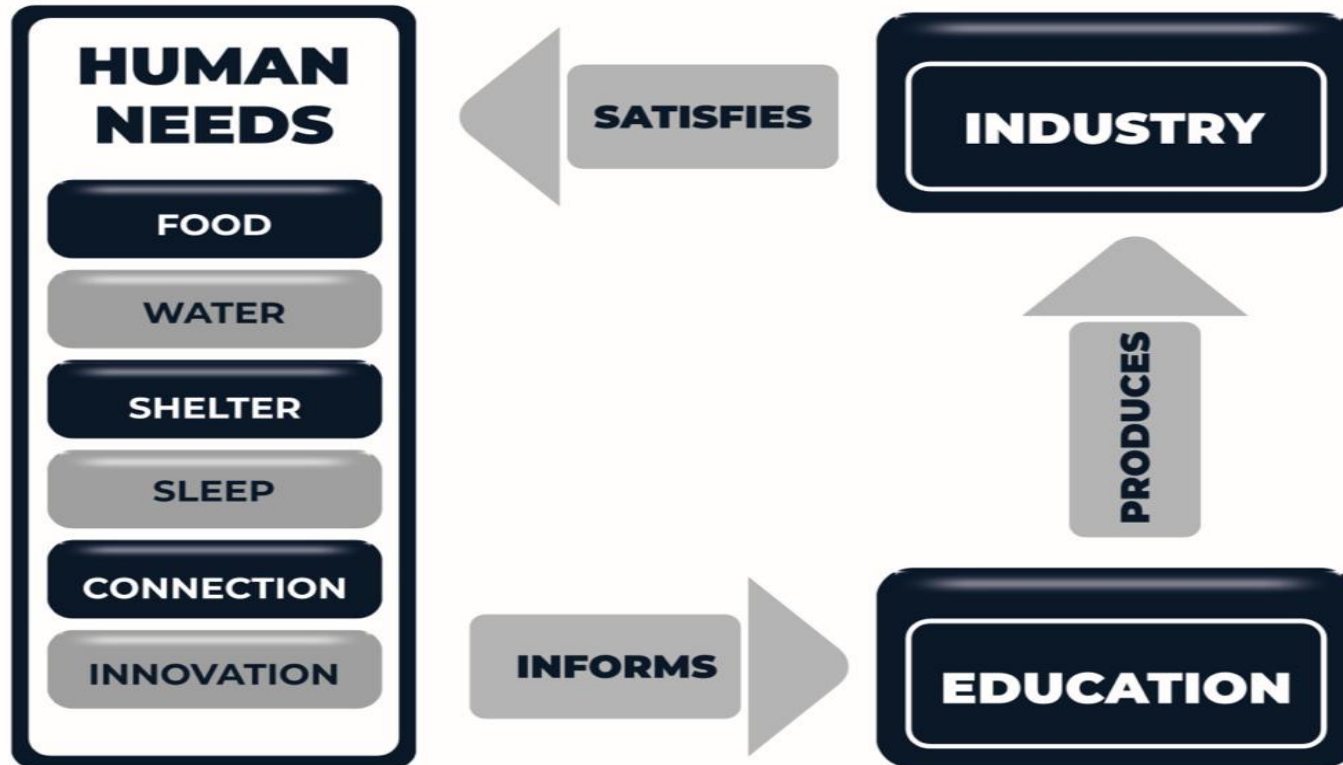 HUMAN
NEEDS
FOOD
WATER
SHELTER
SLEEP
CONNECTION
INNOVATION
SATISFIES
INDUSTRY
PRODUCES
INFORMS
EDUCATION